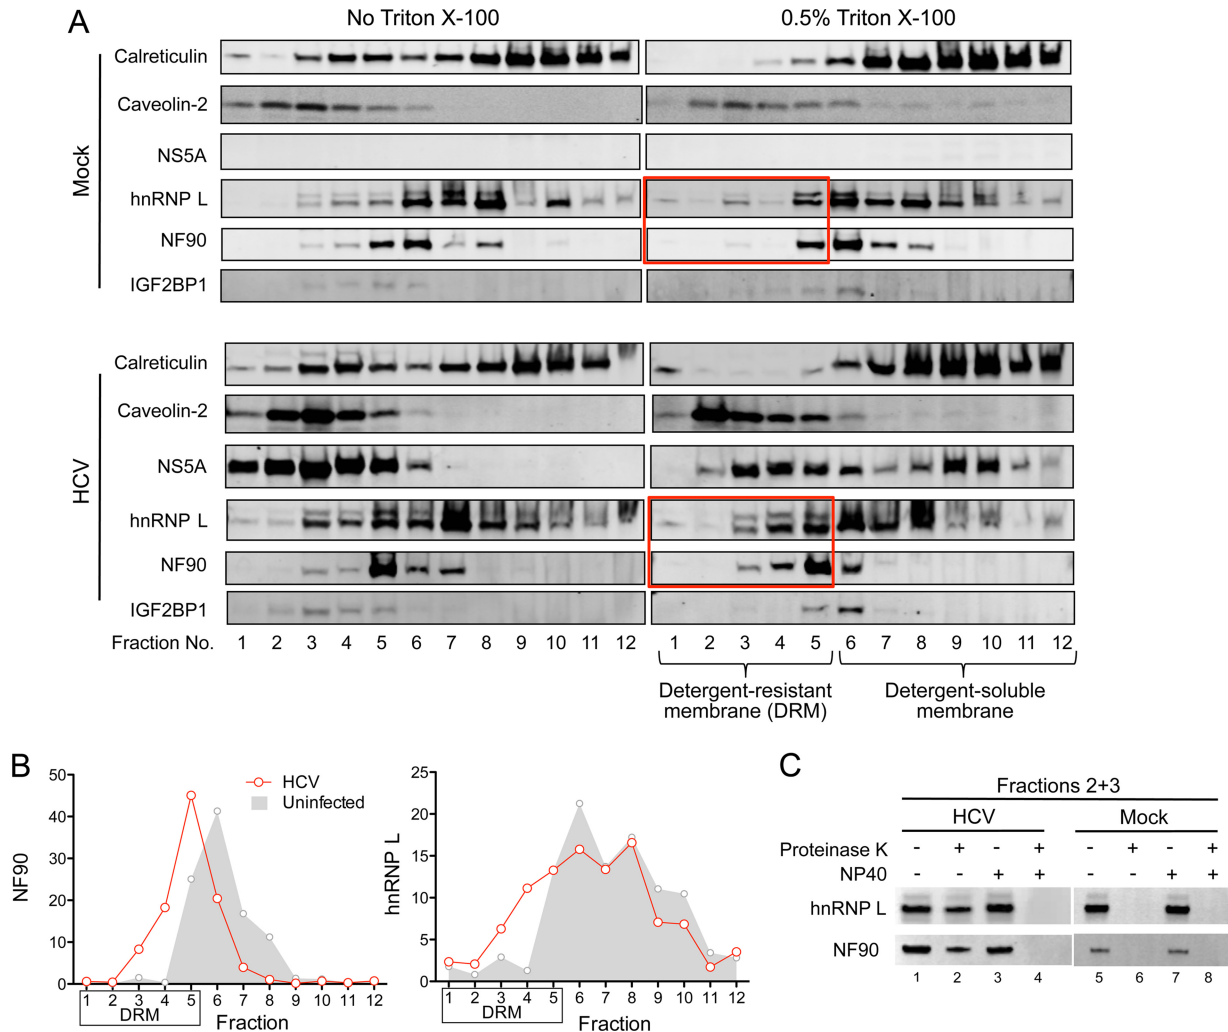 A
No Triton X-100
0.5% Triton X-100
Mock
Calreticulin
Caveolin-2
NS5A
hnRNP L
NF90
IGF2BP1
HCV
Calreticulin
Caveolin-2
NS5A
hnRNP L
NF90
IGF2BP1
Fraction No. 1 2 3 4 5 6 7 8 9 10 11 12 1 2 3 4 5 6 7 8 9 10 11 12
Detergent-resistant
membrane (DRM)
Detergent-soluble
membrane
B
NF90
50
40
30
20
10
0
HCV
Uninfected
1 2 3 4 5 6 7 8 9 10 11 12
DRM
Fraction
hnRNP L
25
20
15
10
5
0
1 2 3 4 5 6 7 8 9 10 11 12
DRM
Fraction
C
Fractions 2+3
HCV Mock
Proteinase K - + - + - + - +
NP40 - - + + - - + +
hnRNP L
NF90
1 2 3 4 5 6 7 8